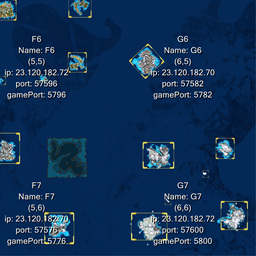 F6
Name: F6
(5,5)
ip: 23.120.182.72
port: 57596
gamePort: 5796
G6
Name: G6
(6,5)
ip: 23.120.182.70
port: 57582
gamePort: 5782
F7
Name: F7
(5,6)
ip: 23.120.182.70
port: 57576
gamePort: 5776
G7
Name: G7
(6,6)
ip: 23.120.182.72
port: 57600
gamePort: 5800